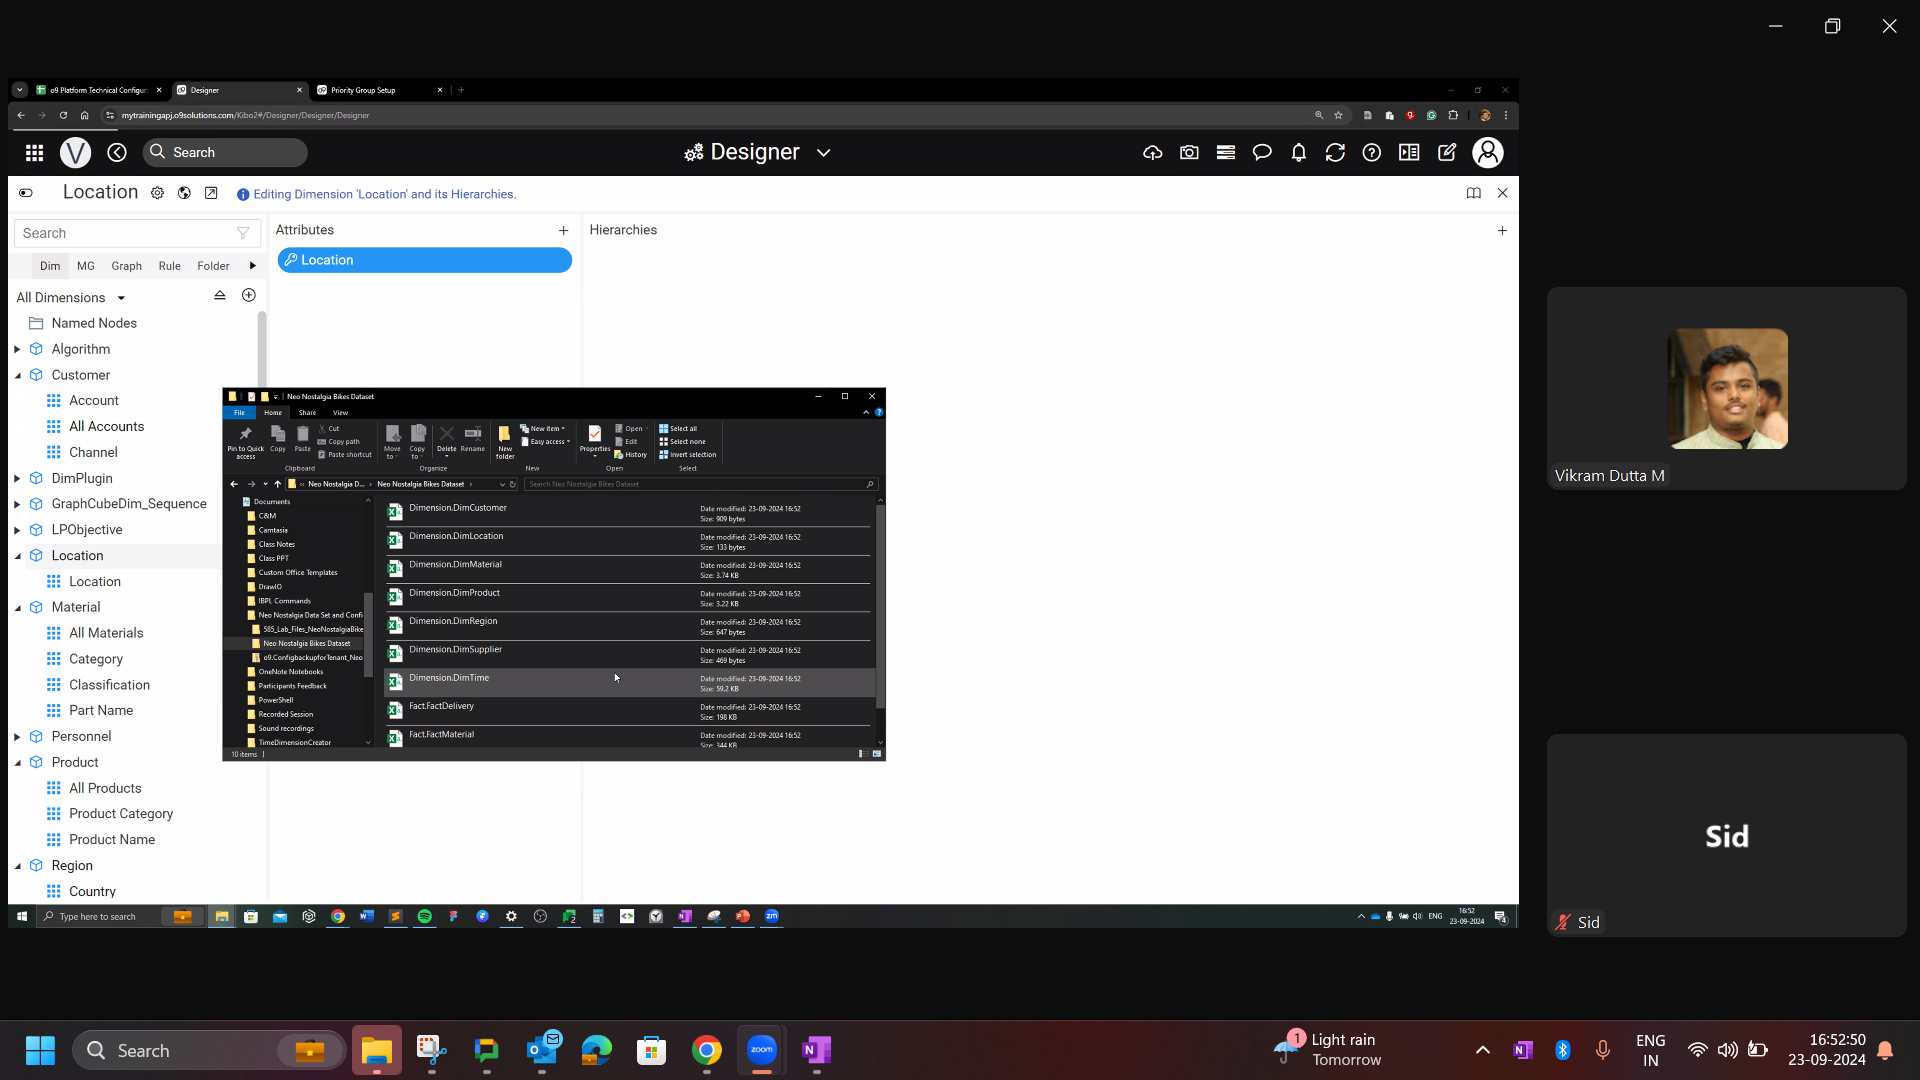 o9 Platform Technical Configur
Designer
Priority Group Setup
mytrainingapj.o9solutions.com/Kibo2#/Designer/Designer/Designer
V
Search
Designer
Location
Editing Dimension 'Location' and its Hierarchies.
Search
Dim MG Graph Rule Folder
All Dimensions
Named Nodes
Algorithm
Customer
Account
All Accounts
Channel
DimPlugin
GraphCubeDim_Sequence
LPObjective
Location
Location
Material
All Materials
Category
Classification
Part Name
Personnel
Product
All Products
Product Category
Product Name
Region
Country
Attributes
Location
Hierarchies
Neo Nostalgia Bikes Dataset
File Home Share View
Pin to Quick access
Copy
Paste
Cut
Copy path
Paste shortcut
Clipboard
Move to
Copy to
Delete
Rename
Organize
New folder
New item
Easy access
New
Properties
Open
Edit
History
Open
Select all
Select none
Invert selection
Select
« Neo Nostalgia D... › Neo Nostalgia Bikes Dataset ›
Search Neo Nostalgia Bikes Dataset
Documents
C&M
Camtasia
Class Notes
Class PPT
Custom Office Templates
DrawIO
IBPL Commands
Neo Nostalgia Data Set and Confi
585_Lab_Files_NeoNostalgiaBike
Neo Nostalgia Bikes Dataset
o9.ConfigbackupforTenant_Neo
OneNote Notebooks
Participants Feedback
PowerShell
Recorded Session
Sound recordings
TimeDimensionCreator
Dimension.DimCustomer
Date modified: 23-09-2024 16:52
Size: 909 bytes
Dimension.DimLocation
Date modified: 23-09-2024 16:52
Size: 133 bytes
Dimension.DimMaterial
Date modified: 23-09-2024 16:52
Size: 3.74 KB
Dimension.DimProduct
Date modified: 23-09-2024 16:52
Size: 3.22 KB
Dimension.DimRegion
Date modified: 23-09-2024 16:52
Size: 647 bytes
Dimension.DimSupplier
Date modified: 23-09-2024 16:52
Size: 469 bytes
Dimension.DimTime
Date modified: 23-09-2024 16:52
Size: 59.2 KB
Fact.FactDelivery
Date modified: 23-09-2024 16:52
Size: 198 KB
Fact.FactMaterial
Date modified: 23-09-2024 16:52
Size: 344 KB
10 items
Type here to search
ENG
16:52
23-09-2024
Vikram Dutta M
Sid
Sid
Search
zoom
1
Light rain
Tomorrow
ENG
IN
16:52:50
23-09-2024